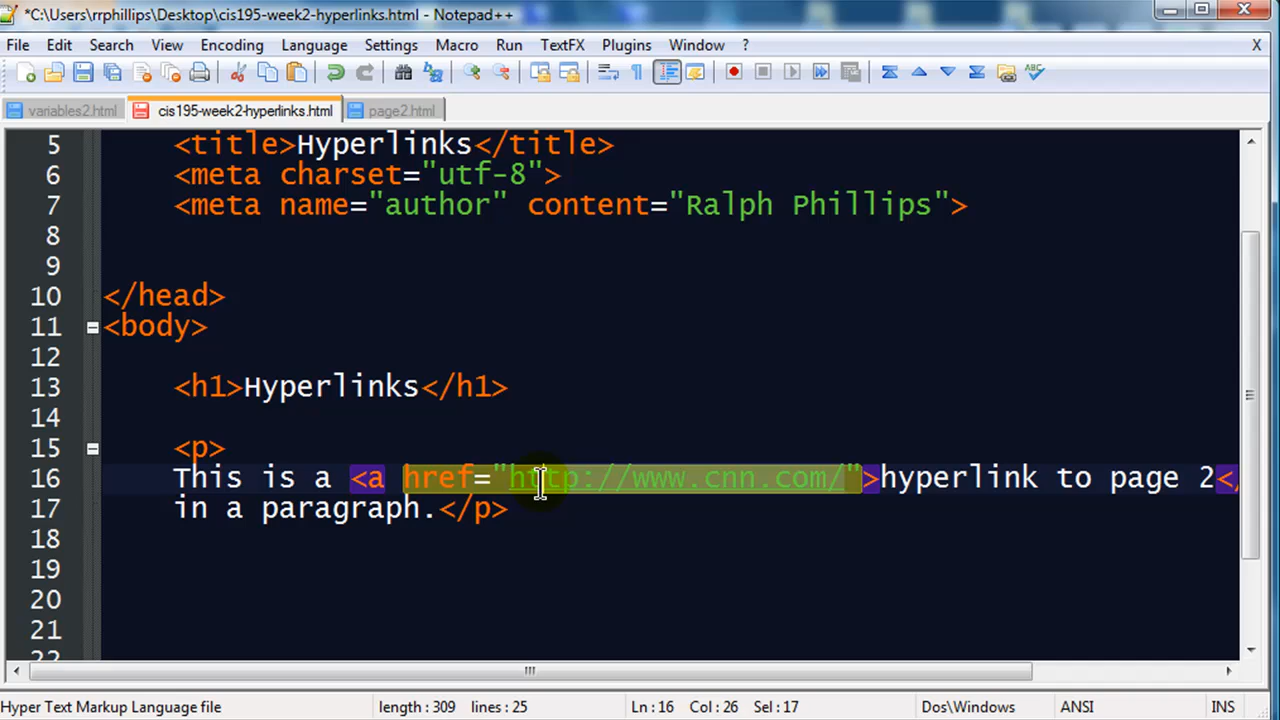 *C:\Users\rrphillips\Desktop\cis195-week2-hyperlinks.html - Notepad++
File Edit Search View Encoding Language Settings Macro Run TextFX Plugins Window ? X
variables2.html cis195-week2-hyperlinks.html page2.html
5 <title>Hyperlinks</title>
6 <meta charset="utf-8">
7 <meta name="author" content="Ralph Phillips">
8
9
10 </head>
11 <body>
12
13 <h1>Hyperlinks</h1>
14
15 <p>
16 This is a <a href="http://www.cnn.com/">hyperlink to page 2</
17 in a paragraph.</p>
18
19
20
21
22
Hyper Text Markup Language file length : 309 lines : 25 Ln : 16 Col : 26 Sel : 17 Dos\Windows ANSI INS